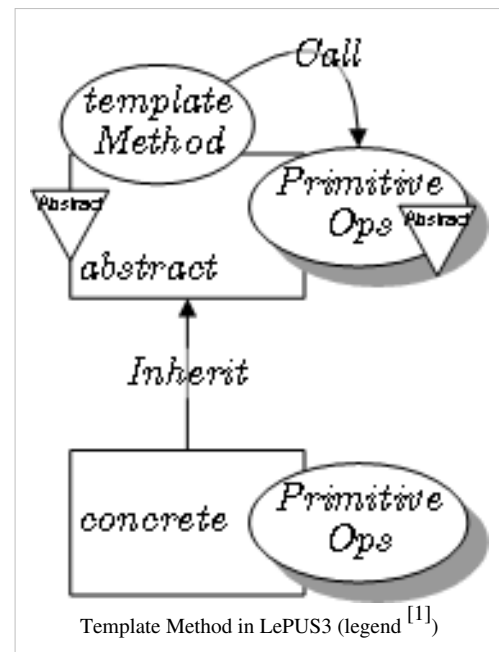 Call
template
Method
Abstract
Primitive
Ops
Abstract
abstract
Inherit
concrete
Primitive
Ops
Template Method in LePUS3 (legend [1])